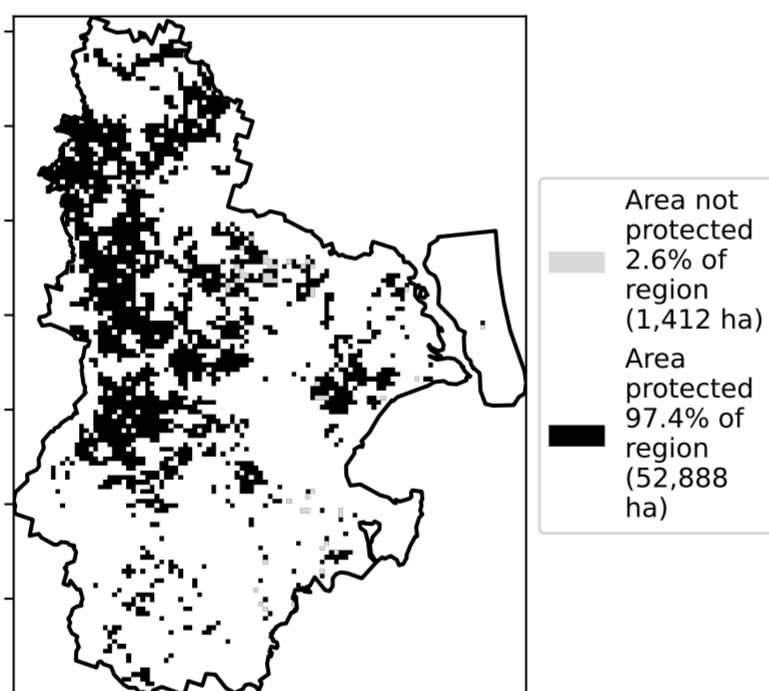 Area not
protected
2.6% of
region
(1,412 ha)
Area
protected
97.4% of
region
(52,888
ha)